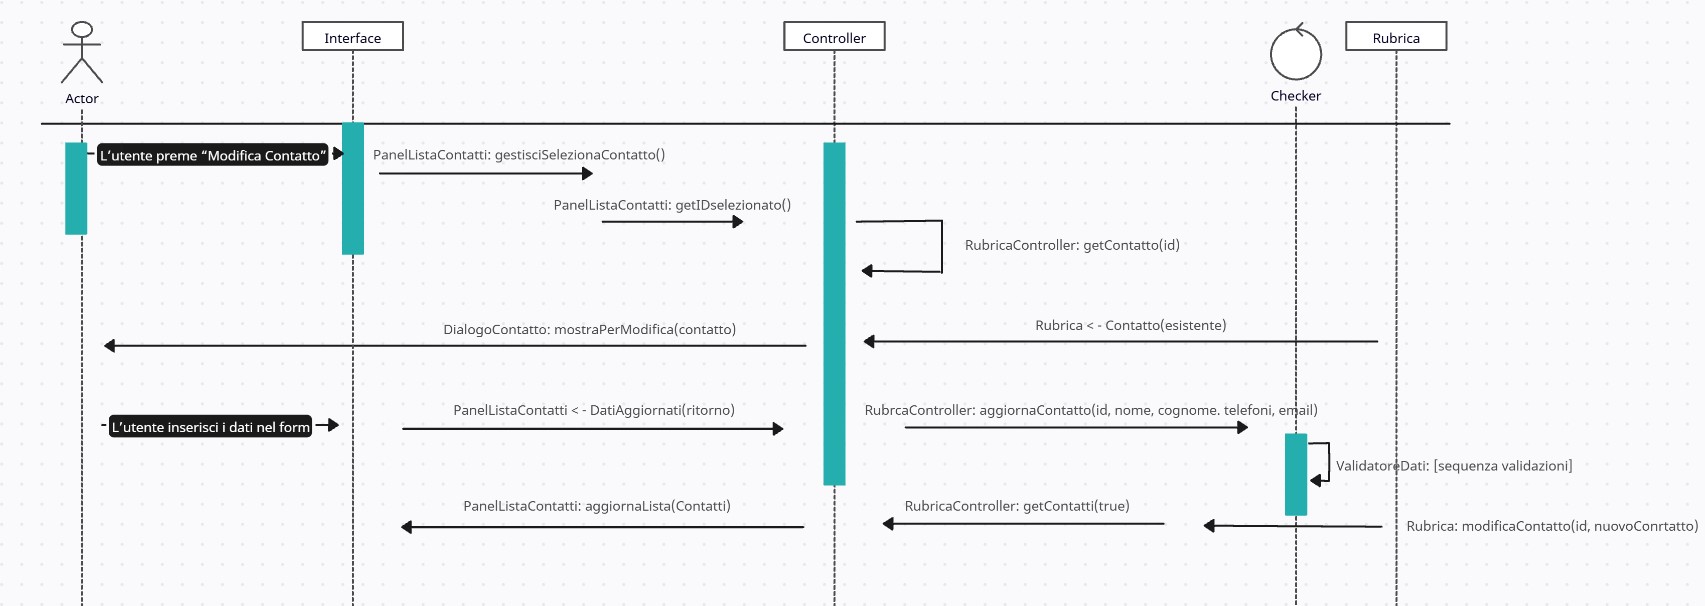 Interface
Controller
Rubrica
Actor
Checker
L’utente preme “Modifica Contatto”
PanelListaContatti: gestisciSelezionaContatto()
PanelListaContatti: getIDselezionato()
RubricaController: getContatto(id)
DialogoContatto: mostraPerModifica(contatto)
Rubrica < - Contatto(esistente)
L’utente inserisci i dati nel form
PanelListaContatti < - DatiAggiornati(ritorno)
RubrcaController: aggiornaContatto(id, nome, cognome. telefoni, email)
ValidatoreDati: [sequenza validazioni]
PanelListaContatti: aggiornaLista(Contatti)
RubricaController: getContatti(true)
Rubrica: modificaContatto(id, nuovoConrtatto)